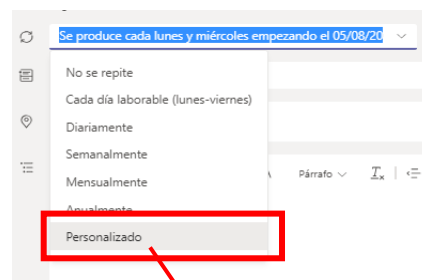 Se produce cada lunes y miércoles empezando el 05/08/20
No se repite
Cada día laborable (lunes-viernes)
Diariamente
Semanalmente
Mensualmente
Párrafo
Anualmente
Personalizado